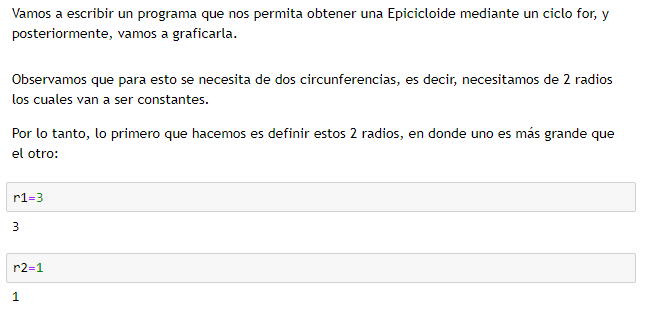 Vamos a escribir un programa que nos permita obtener una Epicicloide mediante un ciclo for, y
posteriormente, vamos a graficarla.
Observamos que para esto se necesita de dos circunferencias, es decir, necesitamos de 2 radios
los cuales van a ser constantes.
Por lo tanto, lo primero que hacemos es definir estos 2 radios, en donde uno es más grande que
el otro:
r1=3
3
r2=1
1